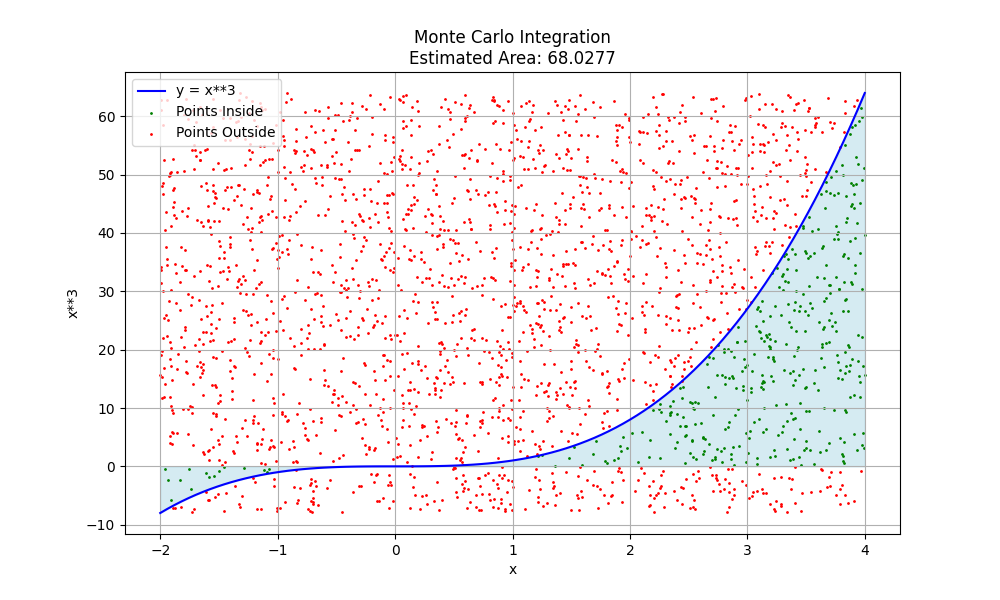 Monte Carlo Integration
Estimated Area: 68.0277
y = x**3
Points Inside
Points Outside
60
50
40
30
20
10
0
−10
x**3
−2
−1
0
1
2
3
4
x